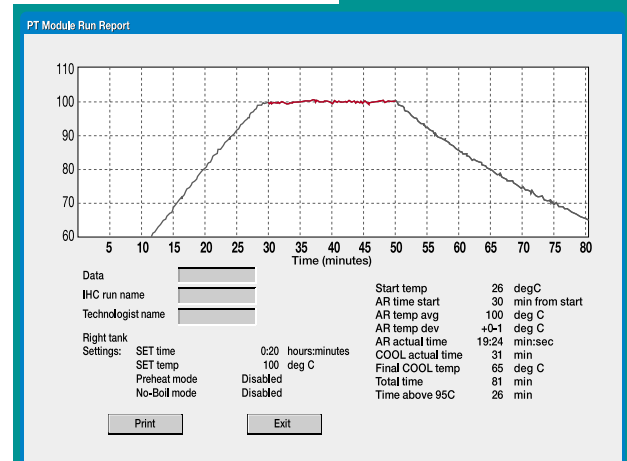 PT Module Run Report
110
100
90
80
70
60
5 10 15 20 25 30 35 40 45 50 55 60 65 70 75 80
Time (minutes)
Data
IHC run name
Technologist name
Right tank
Settings: SET time 0:20 hours:minutes
SET temp 100 deg C
Preheat mode Disabled
No-Boil mode Disabled
Start temp 26 degC
AR time start 30 min from start
AR temp avg 100 deg C
AR temp dev +0-1 deg C
AR actual time 19:24 min:sec
COOL actual time 31 min
Final COOL temp 65 deg C
Total time 81 min
Time above 95C 26 min
Print Exit